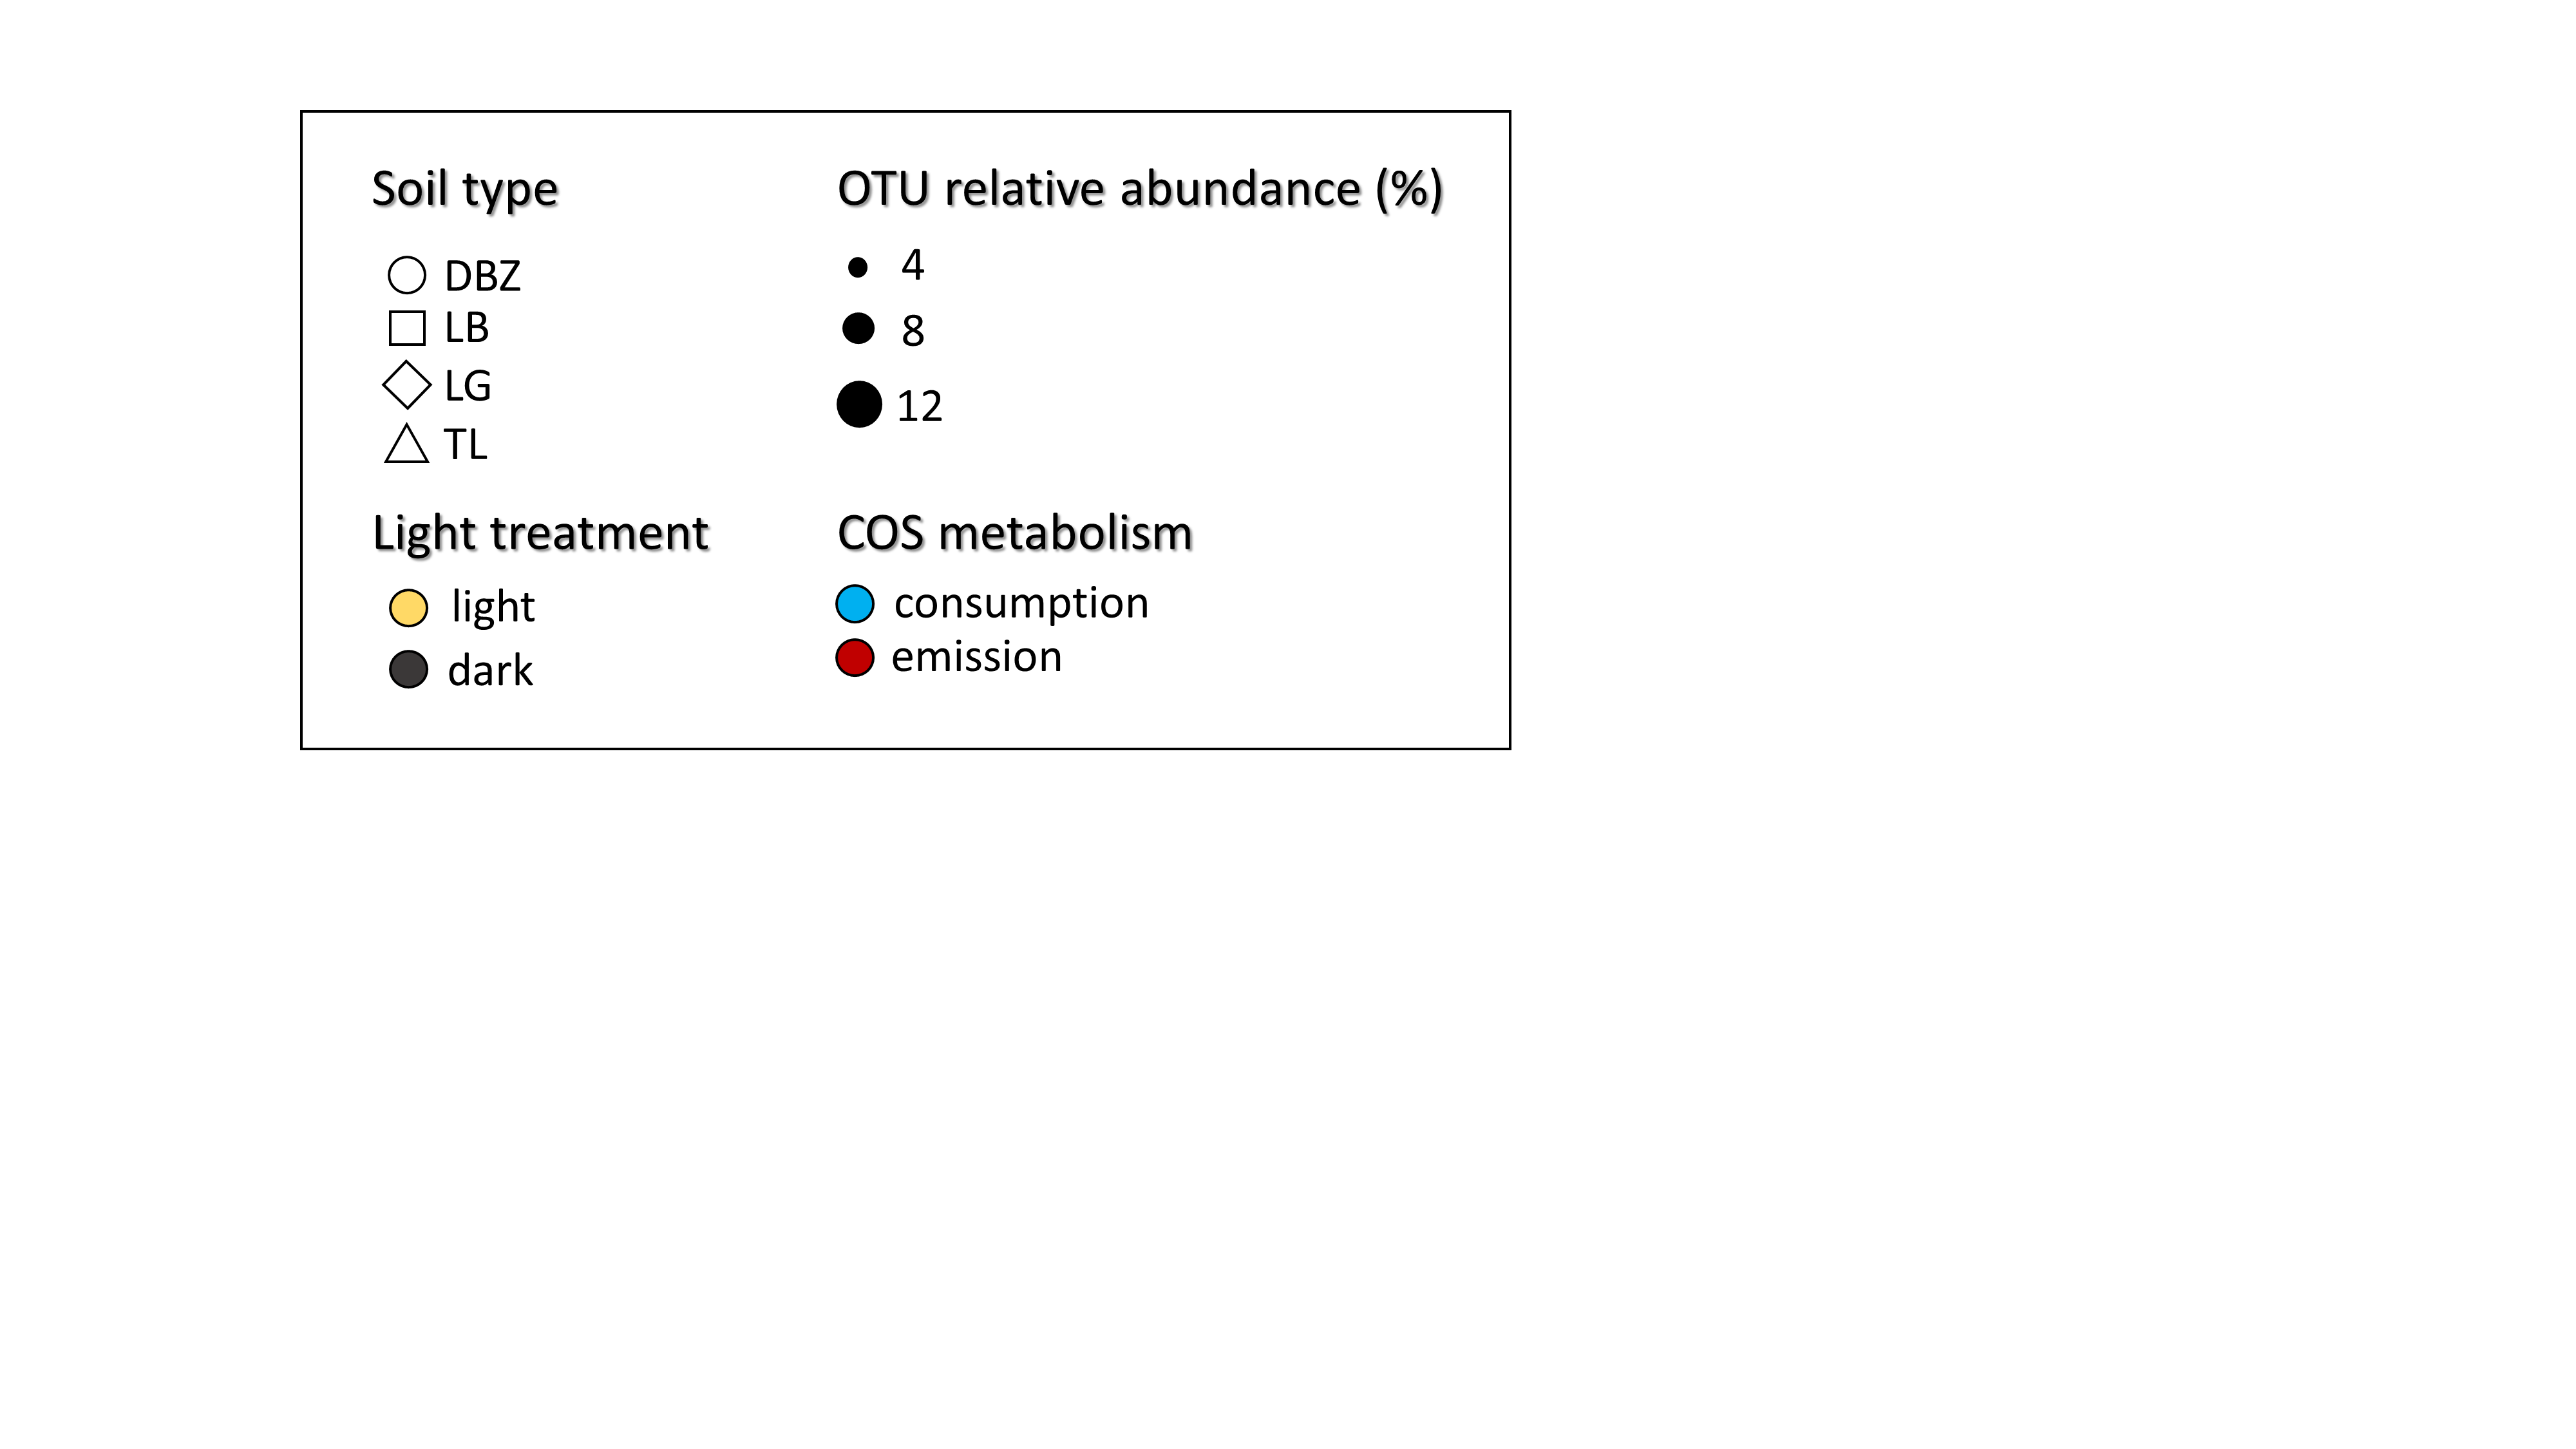 Soil type
DBZ
LB
LG
TL
OTU relative abundance (%)
4
8
12
Light treatment
light
dark
COS metabolism
consumption
emission